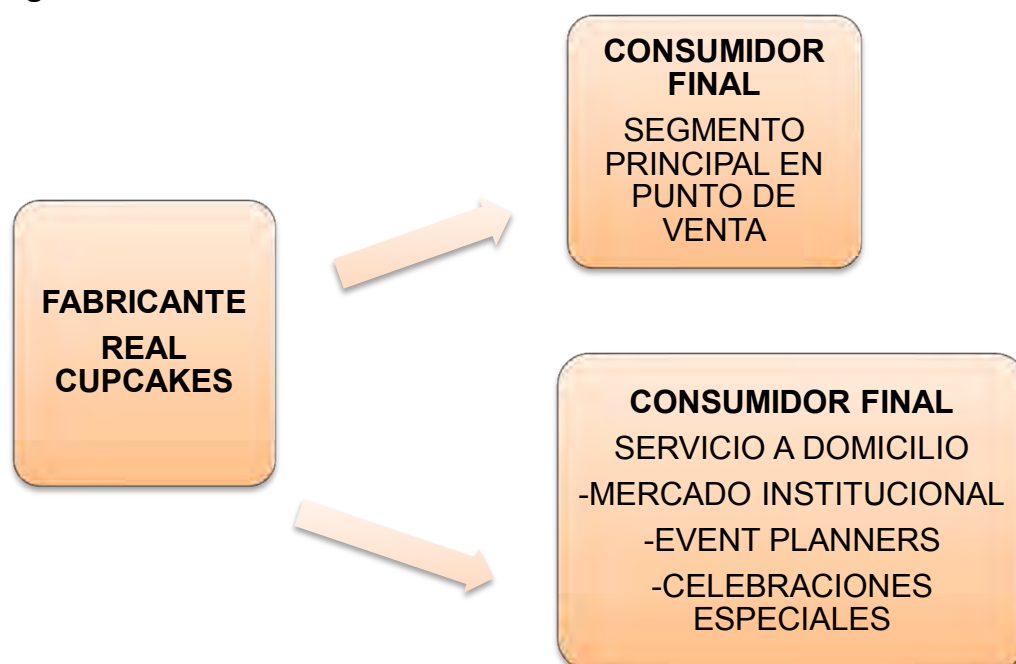 FABRICANTE
REAL
CUPCAKES
CONSUMIDOR
FINAL
SEGMENTO
PRINCIPAL EN
PUNTO DE
VENTA
CONSUMIDOR FINAL
SERVICIO A DOMICILIO
-MERCADO INSTITUCIONAL
-EVENT PLANNERS
-CELEBRACIONES
ESPECIALES